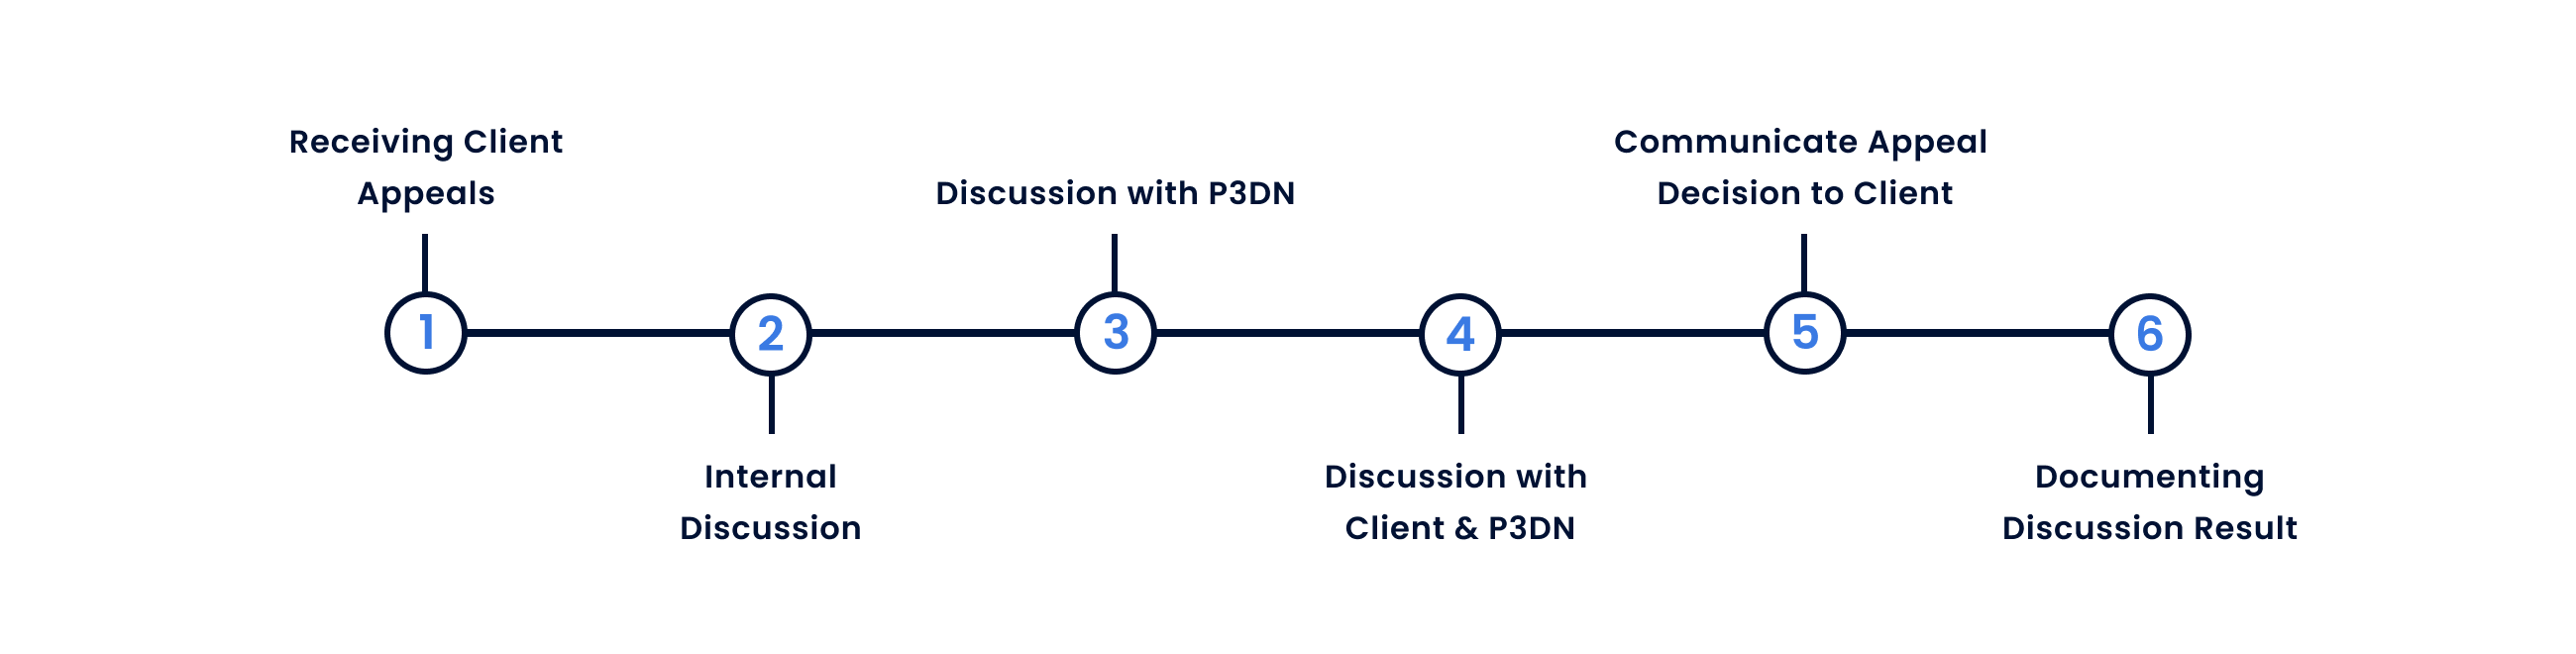 Receiving Client
Appeals
1
2
Internal
Discussion
Discussion with P3DN
3
4
Discussion with
Client & P3DN
Communicate Appeal
Decision to Client
5
6
Documenting
Discussion Result